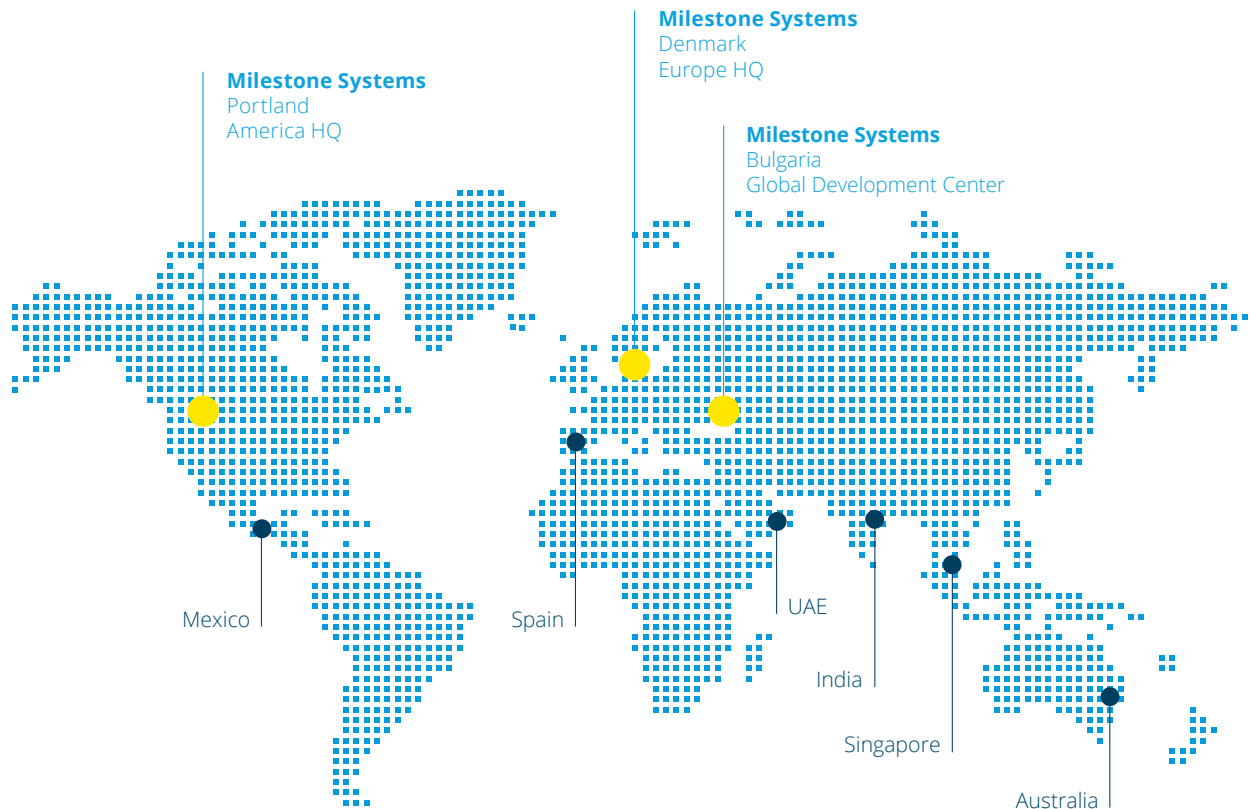 Milestone Systems
Denmark
Europe HQ
Milestone Systems
Portland
America HQ
Milestone Systems
Bulgaria
Global Development Center
Mexico
Spain
UAE
India
Singapore
Australia